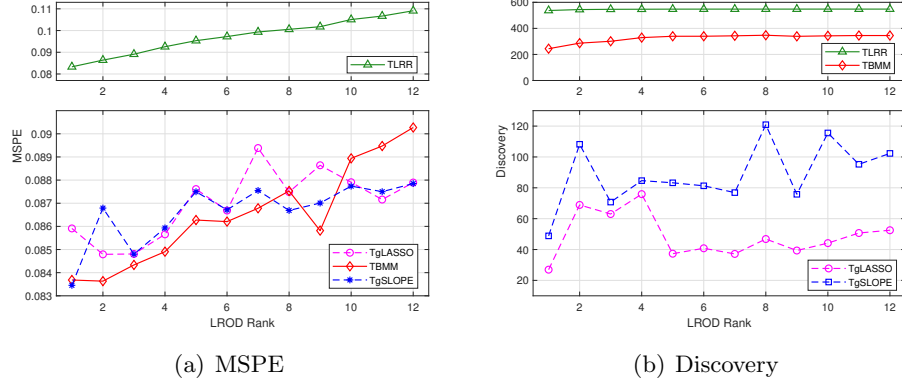 0.11
0.1
0.09
0.08
TLRR
2 4 6 8 10 12
0.09
0.089
0.088
0.087
0.086
0.085
0.084
0.083
MSPE
TgLASSO
TBMM
TgSLOPE
2 4 6 8 10 12
LROD Rank
(a) MSPE
600
400
200
0
TLRR
TBMM
2 4 6 8 10 12
120
100
80
60
40
20
Discovery
TgLASSO
TgSLOPE
2 4 6 8 10 12
LROD Rank
(b) Discovery